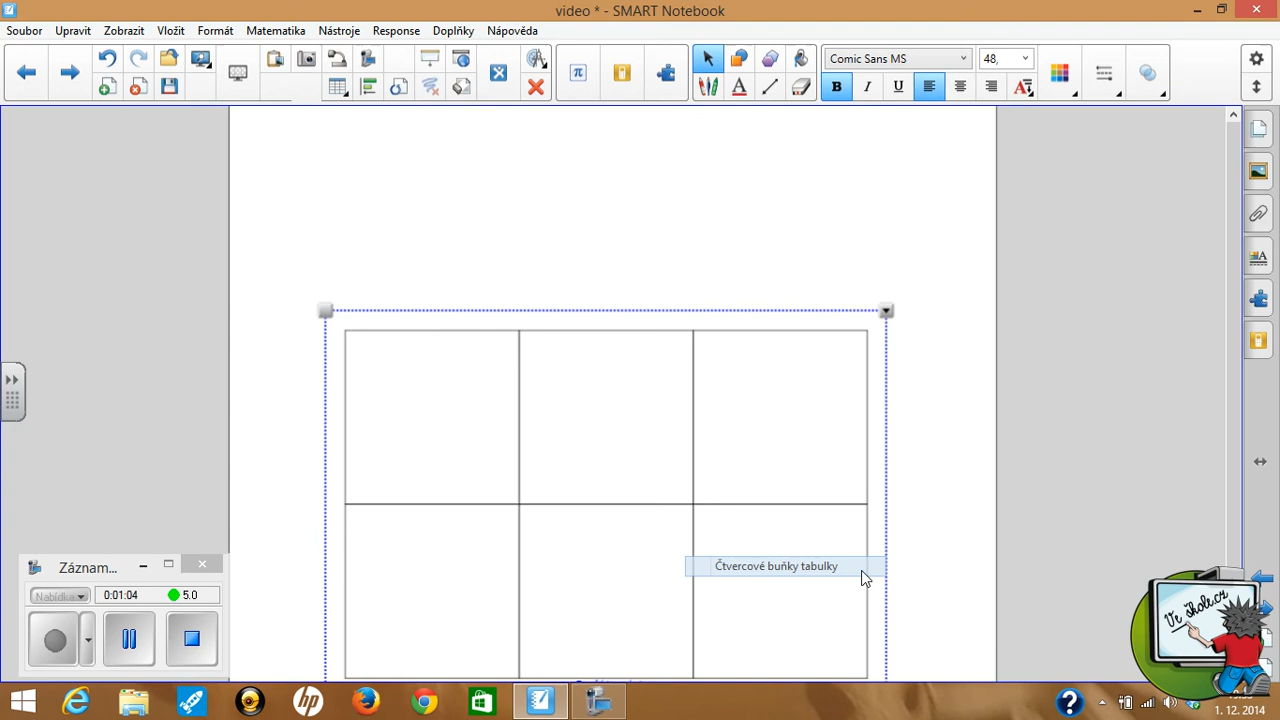 video * - SMART Notebook
Soubor Upravit Zobrazit Vložit Formát Matematika Nástroje Response Doplňky Nápověda
Comic Sans MS 48,
B I U
Čtvercové buňky tabulky
Záznam...
Nabídka 0:01:04 5.0
Ve škole.cz
1. 12. 2014